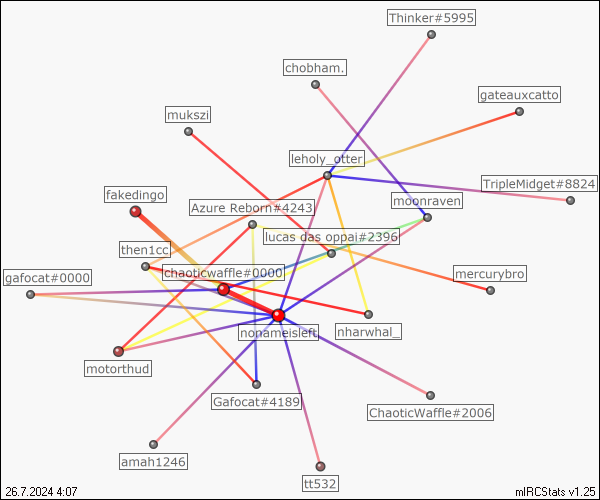 Thinker#5995
chobham.
gateauxcatto
mukszi
leholy_otter
TripleMidget#8824
fakedingo
moonraven
Azure Reborn#4243
lucas das oppai#2396
then1cc
chaoticwaffle#0000
gafocat#0000
mercurybro
nonameisleft
nharwhal_
motorthud
Gafocat#4189
ChaoticWaffle#2006
amah1246
tt532
26.7.2024 4:07
mIRCStats v1.25